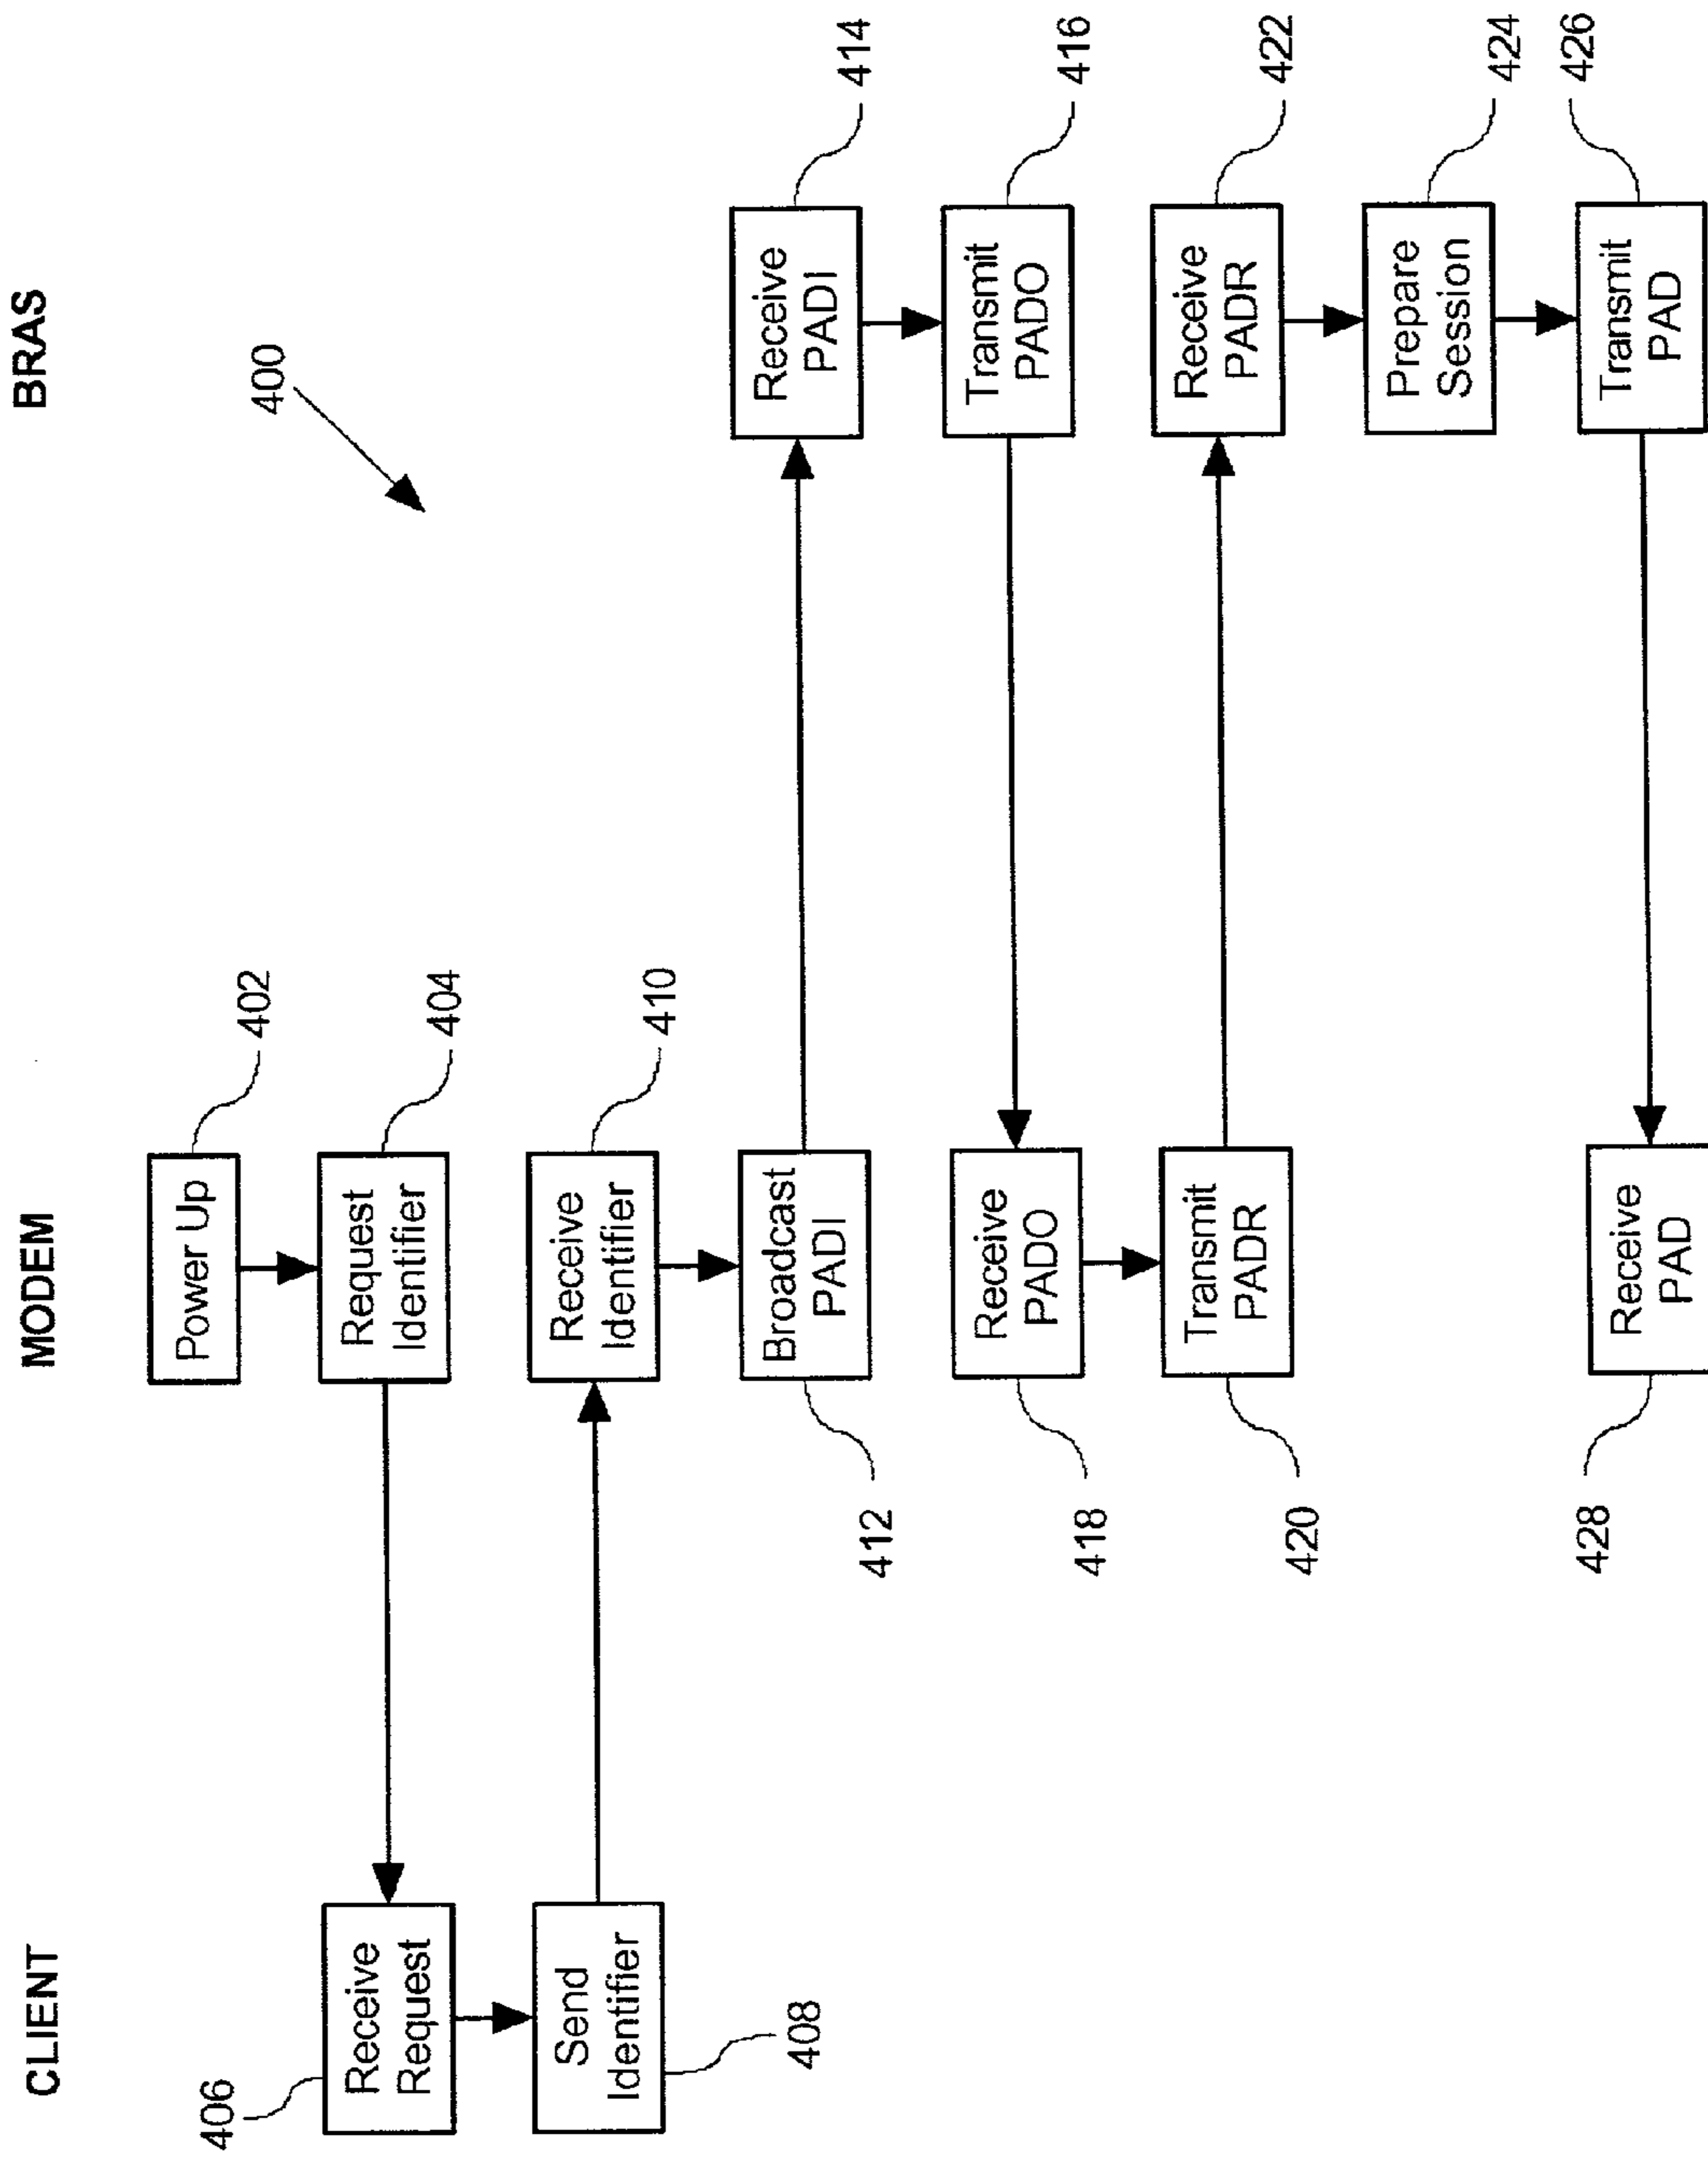 CLIENT
MODEM
BRAS
400
Power Up
402
Request
Identifier
404
406
Receive
Request
Send
Identifier
408
Receive
Identifier
410
Broadcast
PADI
412
Receive
PADI
414
Transmit
PADO
416
Receive
PADO
418
Transmit
PADR
420
Receive
PADR
422
Prepare
Session
424
Transmit
PAD
426
Receive
PAD
428